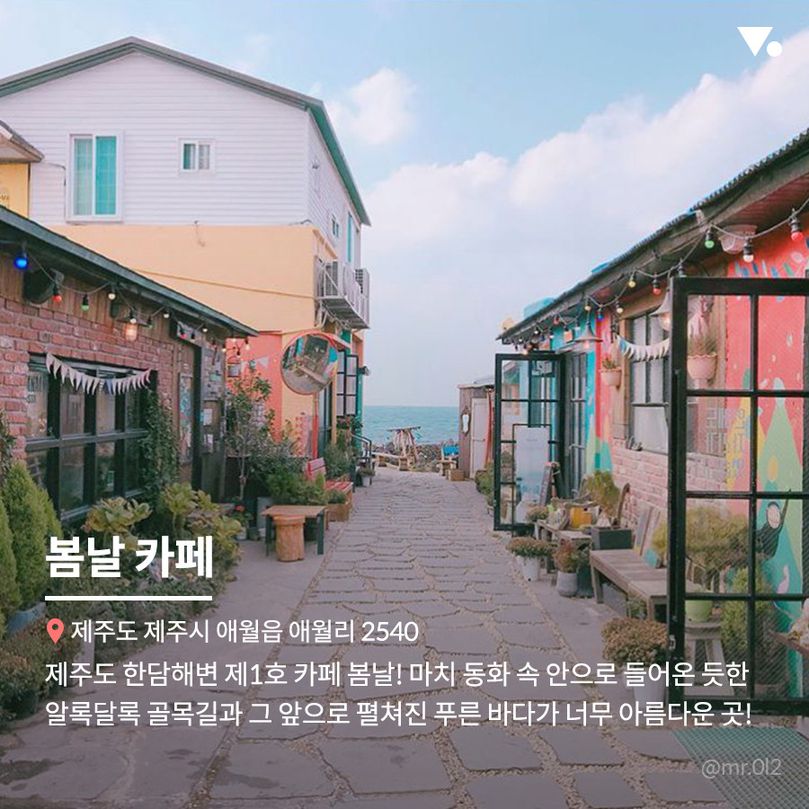 봄날 카페
제주도 제주시 애월읍 애월리 2540
제주도 한담해변 제1호 카페 봄날! 마치 동화 속 안으로 들어온 듯한
알록달록 골목길과 그 앞으로 펼쳐진 푸른 바다가 너무 아름다운 곳!
@mr.0l2